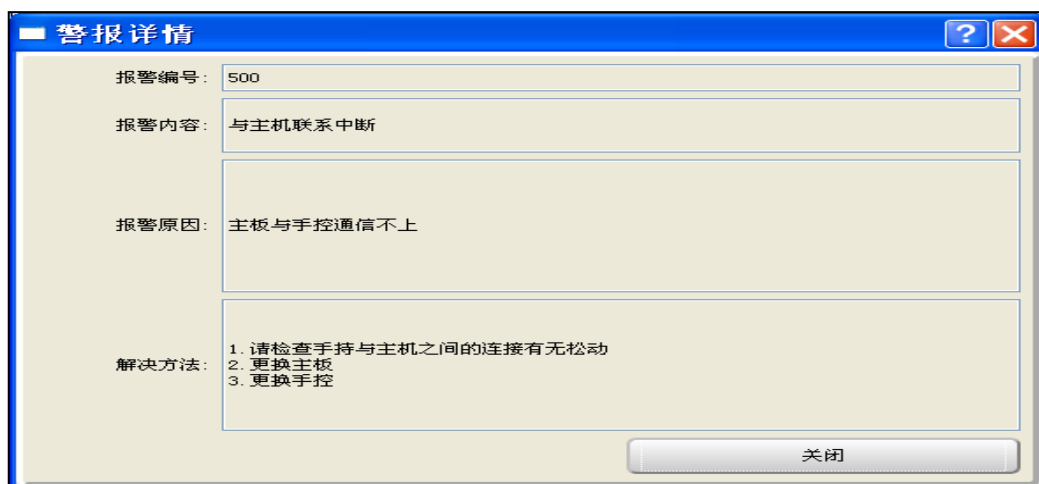 警报详情
报警编号: 500
报警内容: 与主机联系中断
报警原因: 主板与手控通信不上
解决方法: 1. 请检查手持与主机之间的连接有无松动
2. 更换主板
3. 更换手控
关闭